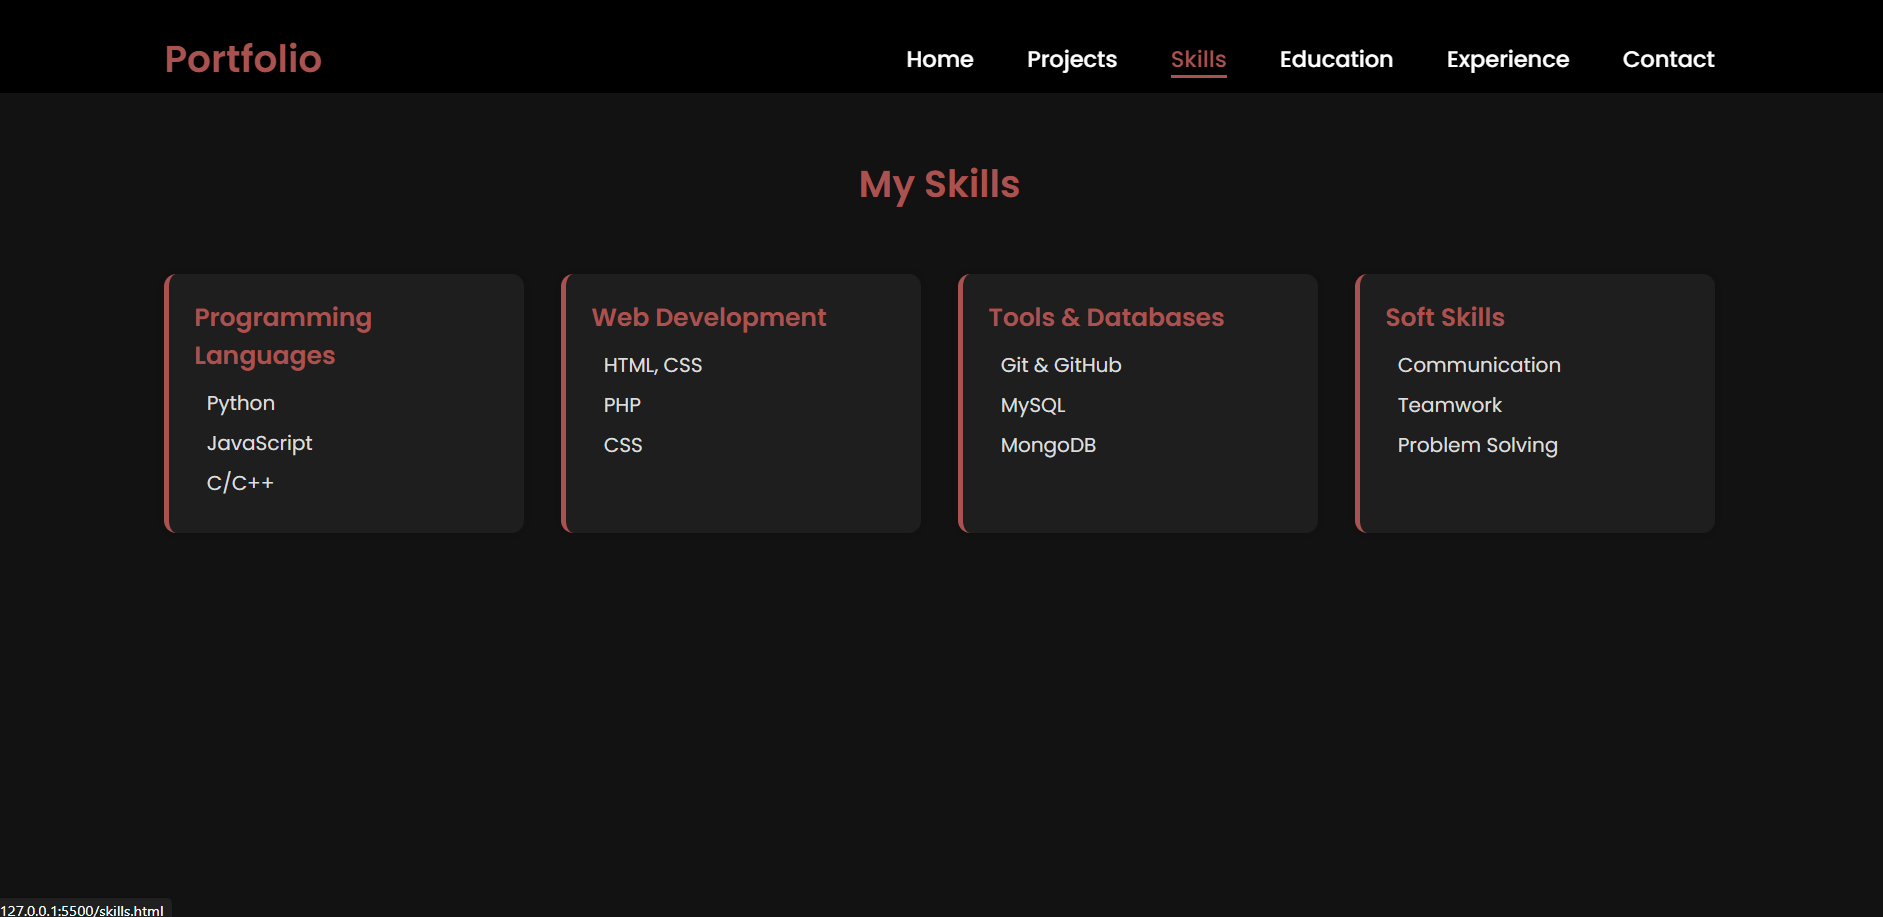 Portfolio
Home Projects Skills Education Experience Contact
My Skills
Programming
Languages
Python
JavaScript
C/C++
Web Development
HTML, CSS
PHP
CSS
Tools & Databases
Git & GitHub
MySQL
MongoDB
Soft Skills
Communication
Teamwork
Problem Solving
127.0.0.1:5500/skills.html